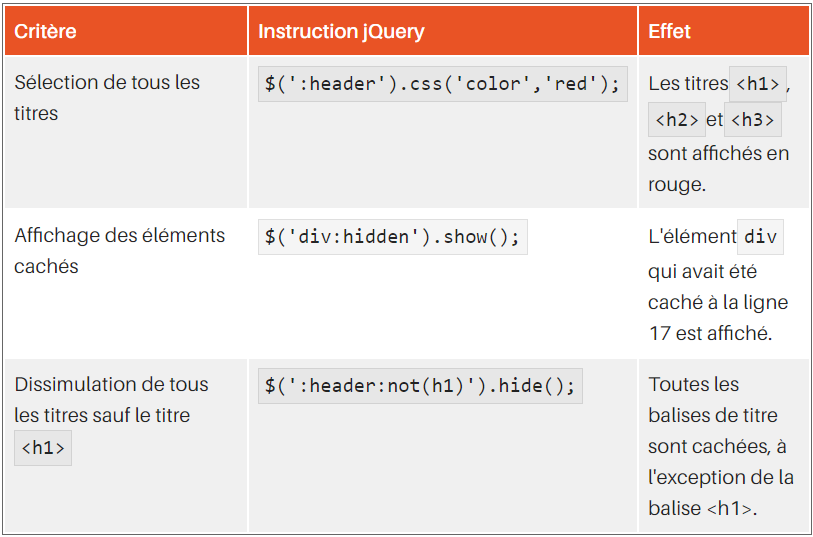 Critère Instruction jQuery Effet
Sélection de tous les
titres
$(':header').css('color','red');
Les titres <h1> ,
<h2> et <h3>
sont affichés en
rouge.
Affichage des éléments
cachés
$('div:hidden').show();
L'élément div
qui avait été
caché à la ligne
17 est affiché.
Dissimulation de tous
les titres sauf le titre
<h1>
$(':header:not(h1)').hide();
Toutes les
balises de titre
sont cachées, à
l'exception de la
balise <h1>.